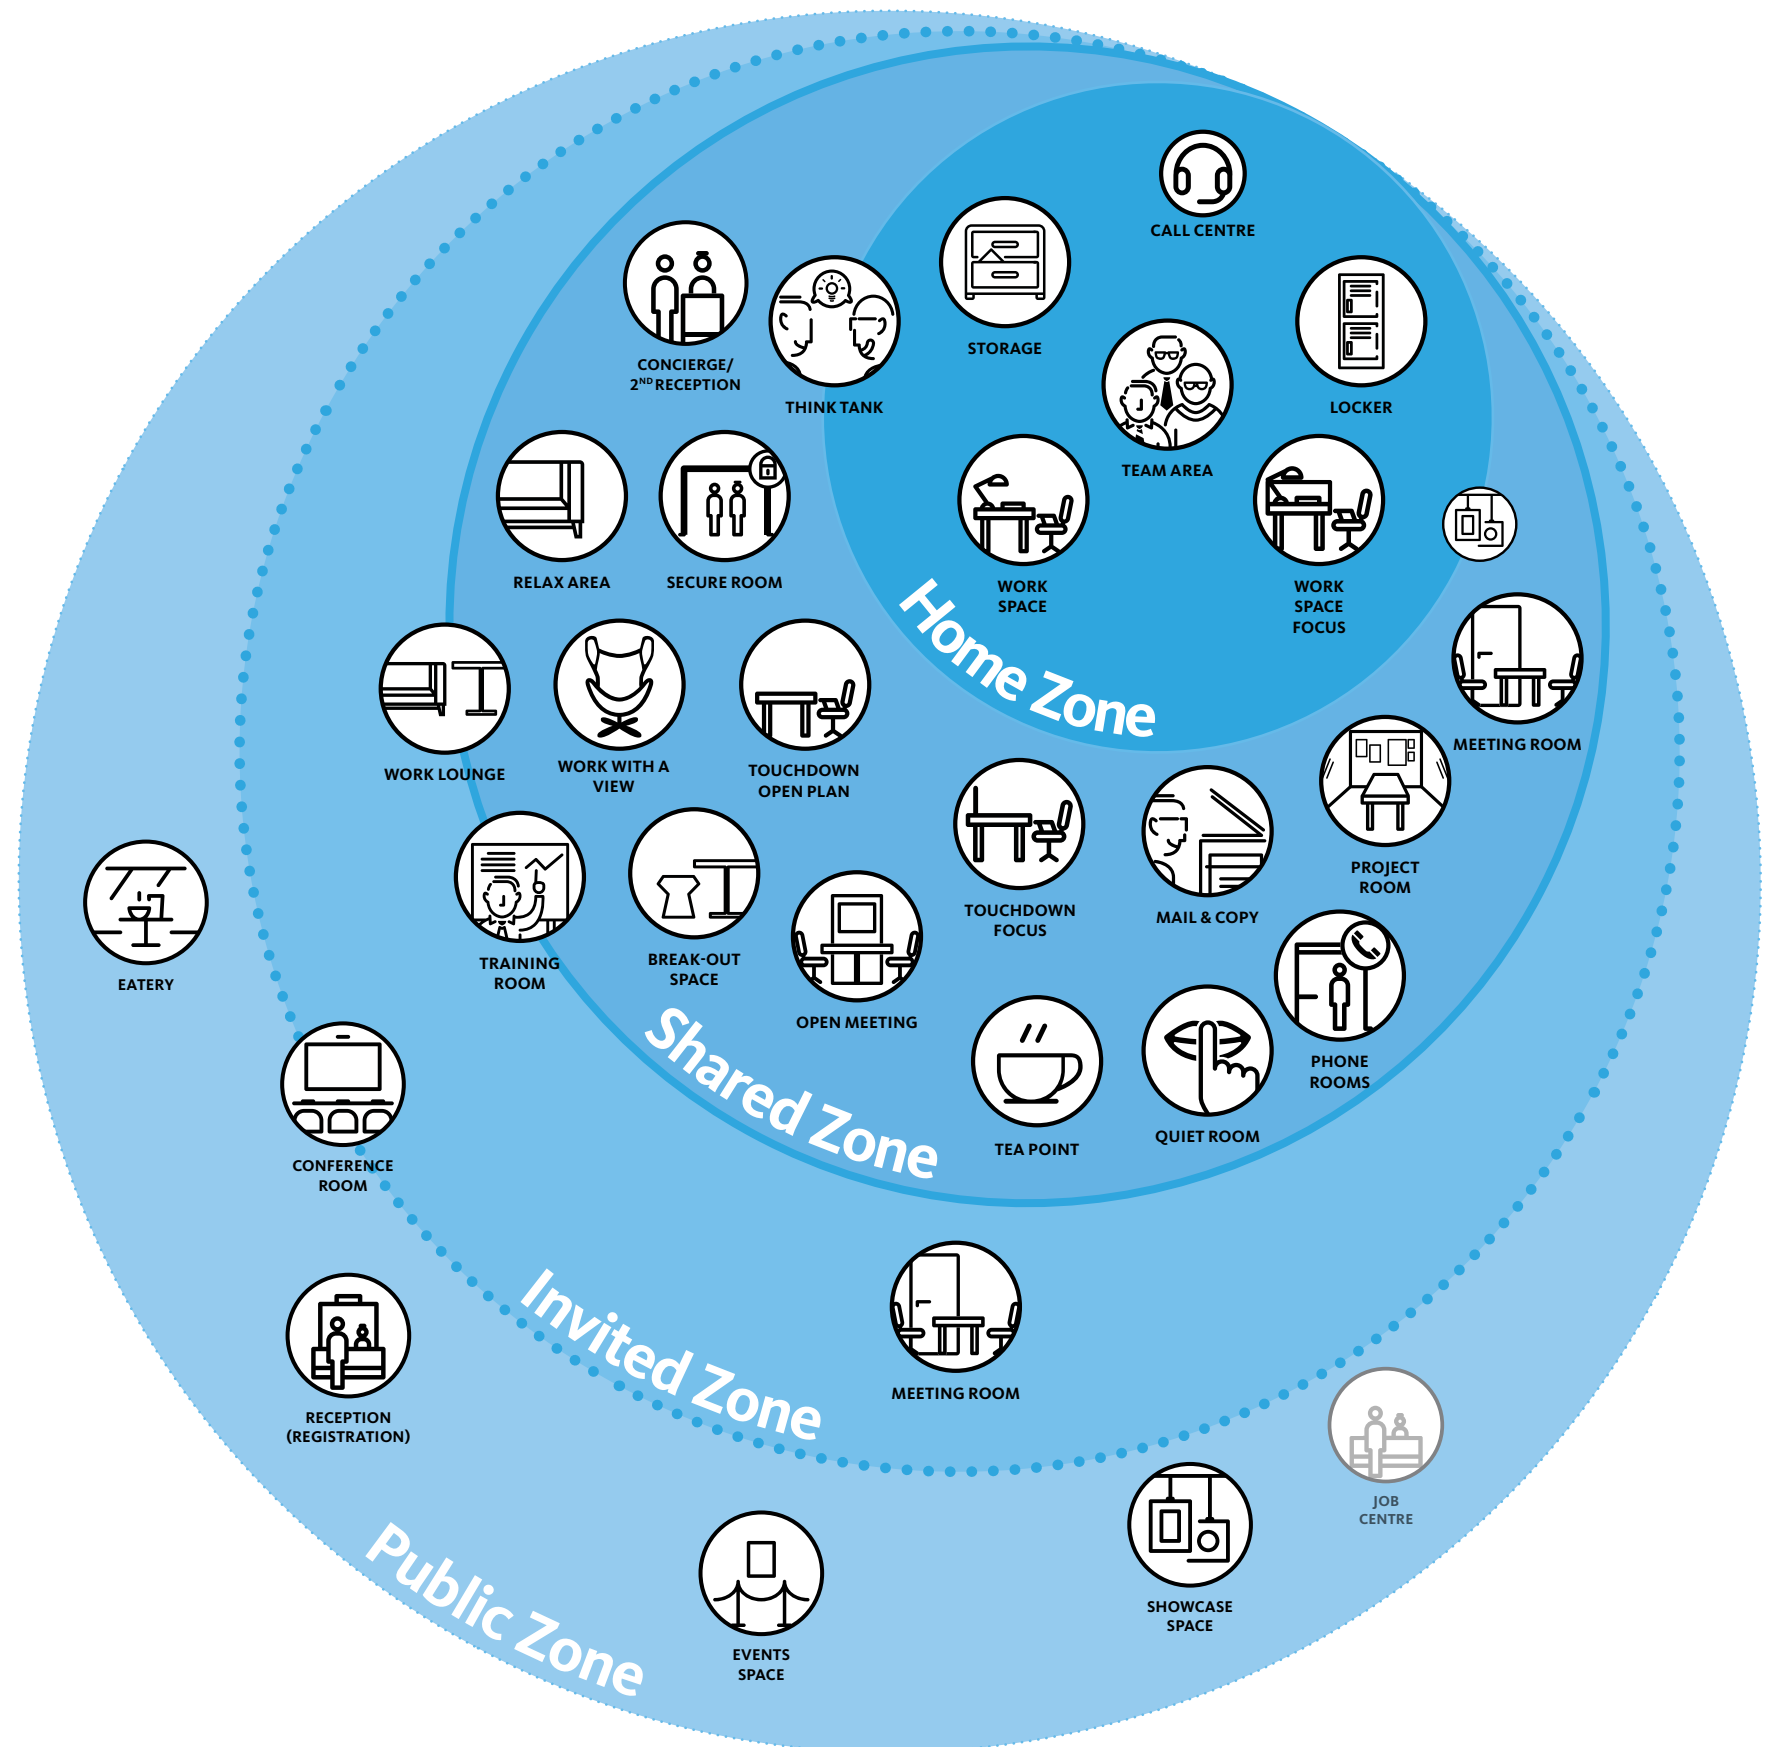 CALL CENTRE
STORAGE
LOCKER
CONCIERGE/
2ND RECEPTION
THINK TANK
TEAM AREA
RELAX AREA
SECURE ROOM
WORK
SPACE
WORK
SPACE
FOCUS
Home Zone
WORK LOUNGE
WORK WITH A
VIEW
TOUCHDOWN
OPEN PLAN
MEETING ROOM
PROJECT
ROOM
TOUCHDOWN
FOCUS
MAIL & COPY
EATERY
TRAINING
ROOM
BREAK-OUT
SPACE
OPEN MEETING
PHONE
ROOMS
Shared Zone
TEA POINT
QUIET ROOM
CONFERENCE
ROOM
Invited Zone
MEETING ROOM
RECEPTION
(REGISTRATION)
JOB
CENTRE
Public Zone
EVENTS
SPACE
SHOWCASE
SPACE